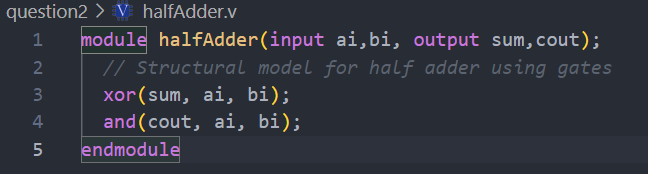 question2 > halfAdder.v
1 module halfAdder(input ai,bi, output sum,cout);
2 // Structural model for half adder using gates
3 xor(sum, ai, bi);
4 and(cout, ai, bi);
5 endmodule